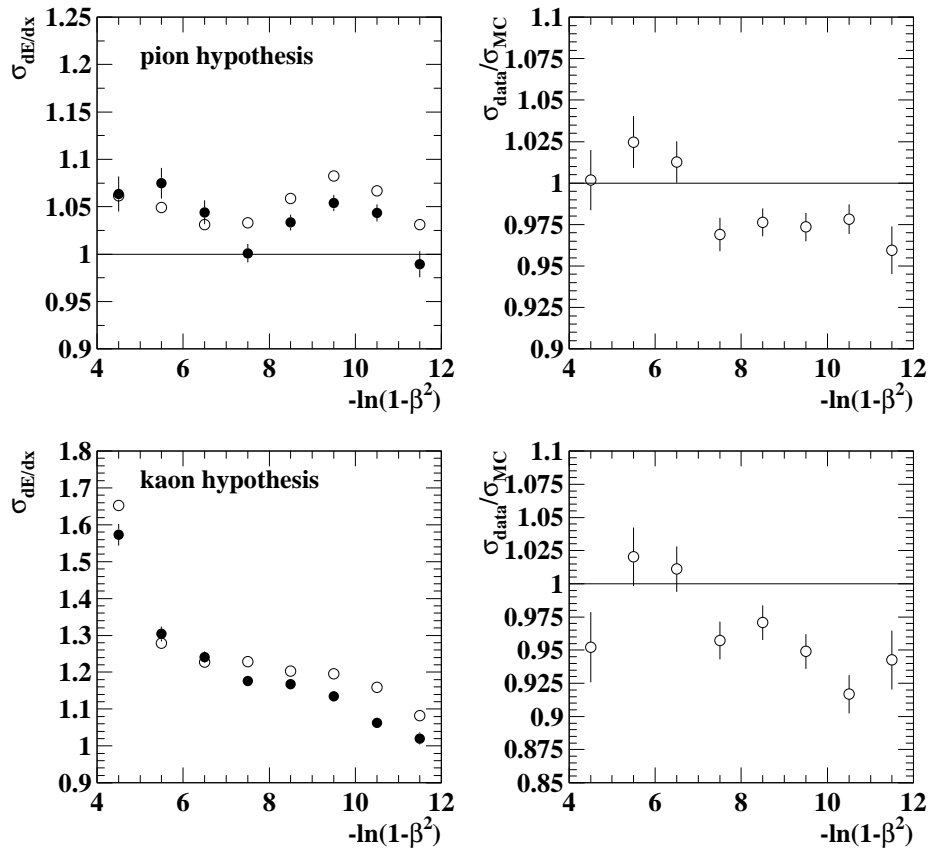 σdE/dx
pion hypothesis
1.25
1.2
1.15
1.1
1.05
1
0.95
0.9
4 6 8 10 12
-ln(1-β²)
σdata/σMC
1.1
1.075
1.05
1.025
1
0.975
0.95
0.925
0.9
4 6 8 10 12
-ln(1-β²)
σdE/dx
kaon hypothesis
1.8
1.7
1.6
1.5
1.4
1.3
1.2
1.1
1
0.9
4 6 8 10 12
-ln(1-β²)
σdata/σMC
1.1
1.075
1.05
1.025
1
0.975
0.95
0.925
0.9
0.875
0.85
4 6 8 10 12
-ln(1-β²)